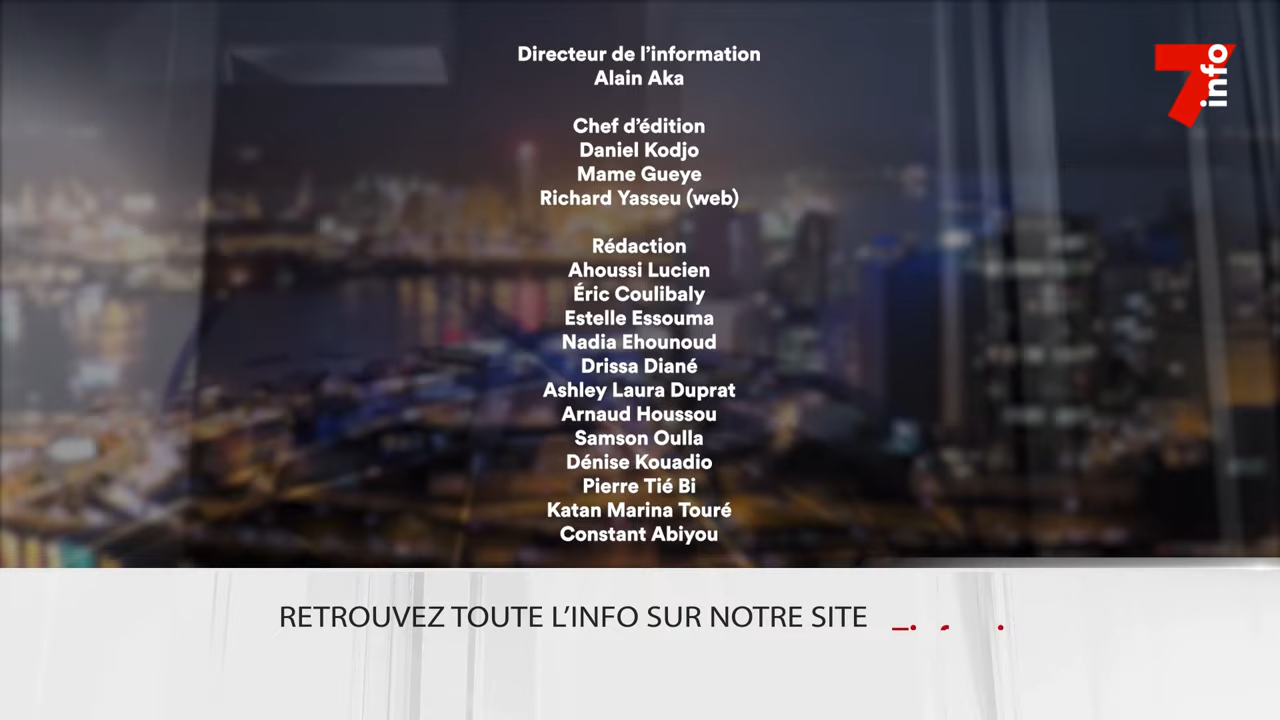 Directeur de l’information
Alain Aka
Chef d’édition
Daniel Kodjo
Mame Gueye
Richard Yasseu (web)
Rédaction
Ahoussi Lucien
Éric Coulibaly
Estelle Essouma
Nadia Ehounoud
Drissa Diané
Ashley Laura Duprat
Arnaud Houssou
Samson Oulla
Dénise Kouadio
Pierre Tié Bi
Katan Marina Touré
Constant Abiyou
7info
RETROUVEZ TOUTE L’INFO SUR NOTRE SITE